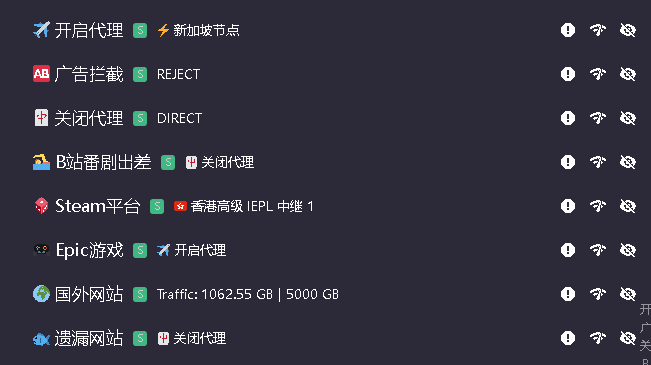 ✈️ 开启代理 S ⚡ 新加坡节点
🆎 广告拦截 S REJECT
🀄 关闭代理 S DIRECT
🏊 B站番剧出差 S 🀄 关闭代理
🎲 Steam平台 S 🇭🇰 香港高级 IEPL 中继 1
🎮 Epic游戏 S ✈️ 开启代理
🌍 国外网站 S Traffic: 1062.55 GB | 5000 GB
🐟 遗漏网站 S 🀄 关闭代理
开
广
关